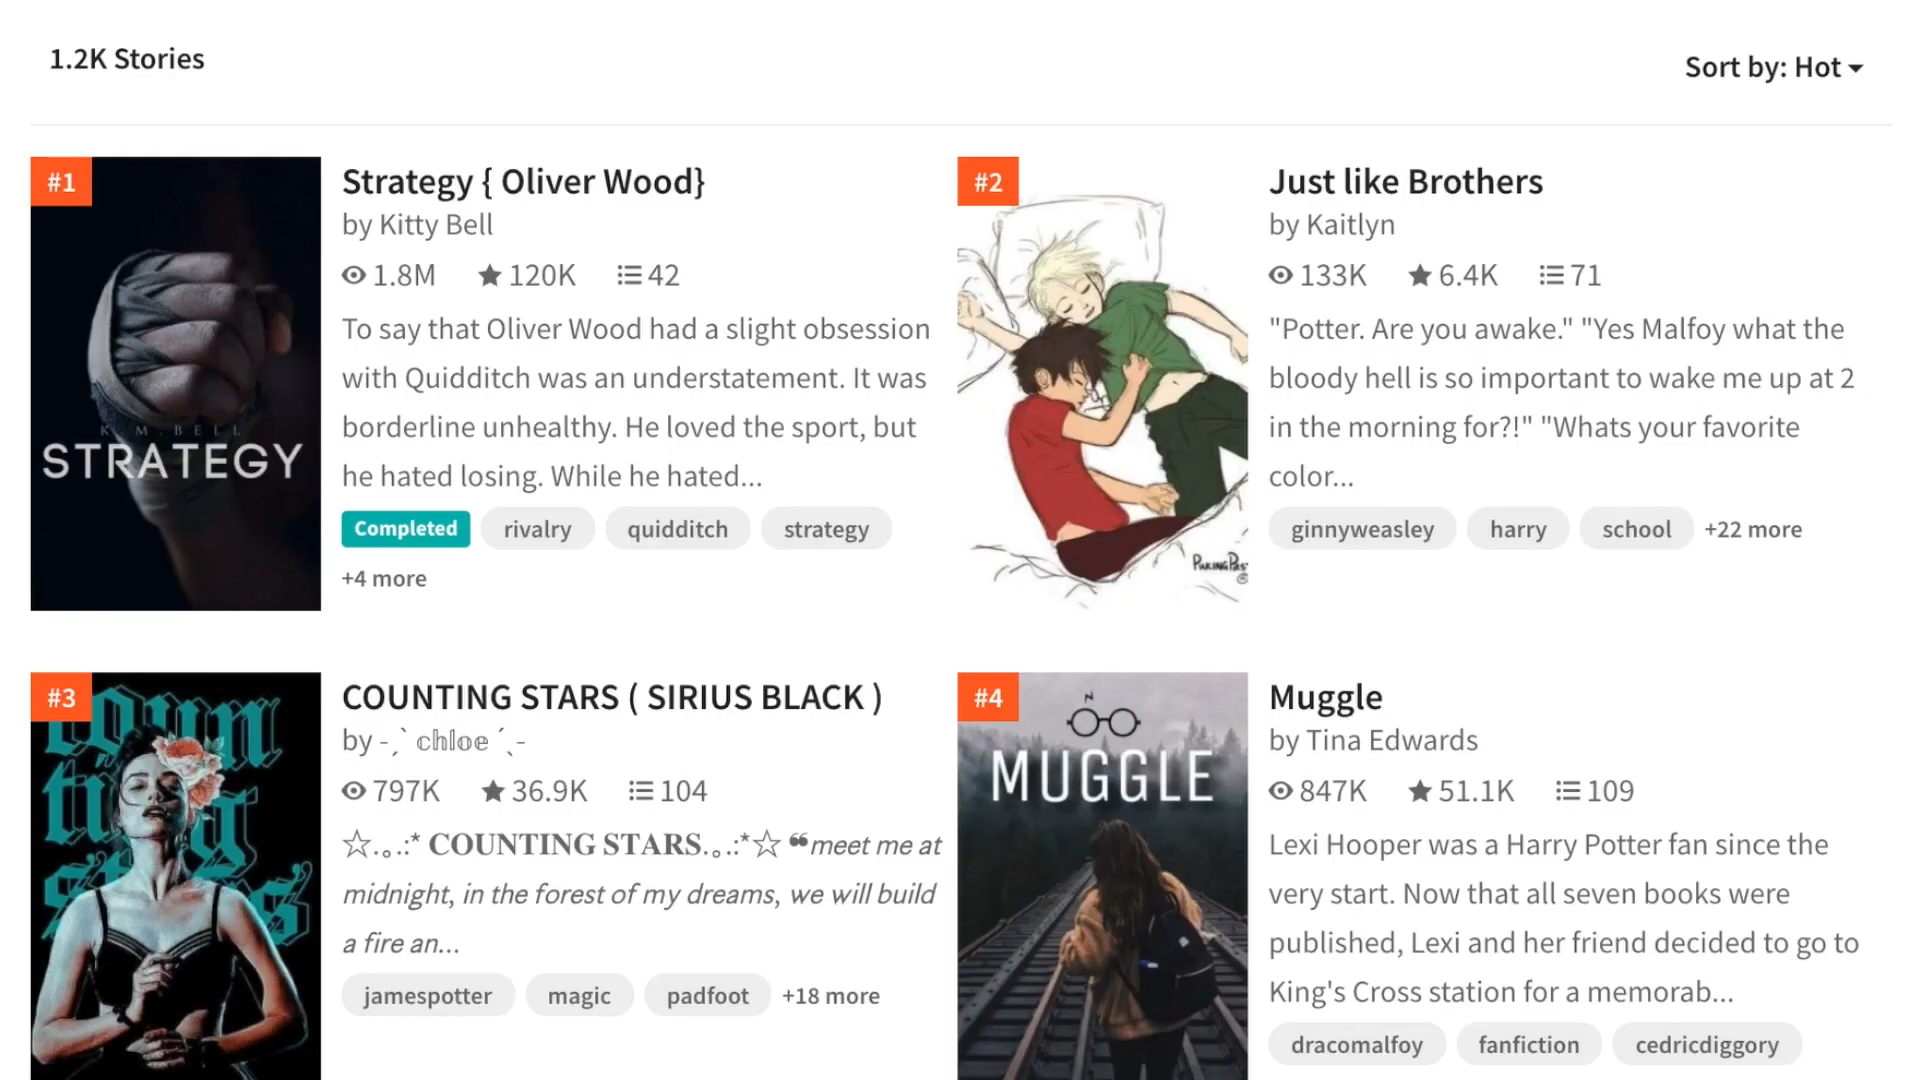 1.2K Stories
Sort by: Hot
#1
K.M.BELL
STRATEGY
Strategy { Oliver Wood}
by Kitty Bell
1.8M 120K 42
To say that Oliver Wood had a slight obsession
with Quidditch was an understatement. It was
borderline unhealthy. He loved the sport, but
he hated losing. While he hated...
Completed rivalry quidditch strategy
+4 more
#2
Just like Brothers
by Kaitlyn
133K 6.4K 71
"Potter. Are you awake." "Yes Malfoy what the
bloody hell is so important to wake me up at 2
in the morning for?!" "Whats your favorite
color...
ginnyweasley harry school +22 more
#3
coun
ting
stars
COUNTING STARS ( SIRIUS BLACK )
by -ˏˋ 𝕔𝕙𝕝𝕠𝕖 ˊˎ-
797K 36.9K 104
☆.｡.:* 𝐂𝐎𝐔𝐍𝐓𝐈𝐍𝐆 𝐒𝐓𝐀𝐑𝐒.｡.:*☆ ❝meet me at
midnight, in the forest of my dreams, we will build
a fire an...
jamespotter magic padfoot +18 more
#4
MUGGLE
Muggle
by Tina Edwards
847K 51.1K 109
Lexi Hooper was a Harry Potter fan since the
very start. Now that all seven books were
published, Lexi and her friend decided to go to
King's Cross station for a memorab...
dracomalfoy fanfiction cedricdiggory